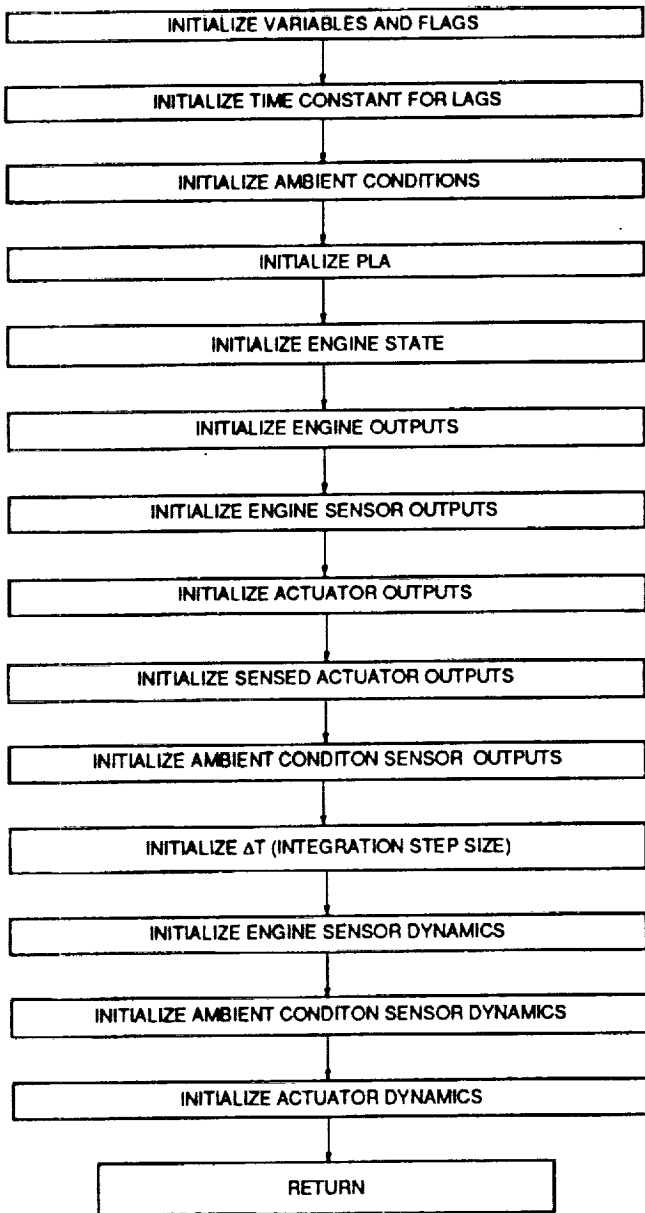 INITIALIZE VARIABLES AND FLAGS
INITIALIZE TIME CONSTANT FOR LAGS
INITIALIZE AMBIENT CONDITIONS
INITIALIZE PLA
INITIALIZE ENGINE STATE
INITIALIZE ENGINE OUTPUTS
INITIALIZE ENGINE SENSOR OUTPUTS
INITIALIZE ACTUATOR OUTPUTS
INITIALIZE SENSED ACTUATOR OUTPUTS
INITIALIZE AMBIENT CONDITON SENSOR OUTPUTS
INITIALIZE ΔT (INTEGRATION STEP SIZE)
INITIALIZE ENGINE SENSOR DYNAMICS
INITIALIZE AMBIENT CONDITON SENSOR DYNAMICS
INITIALIZE ACTUATOR DYNAMICS
RETURN